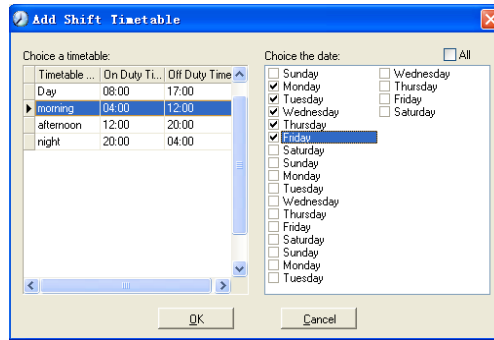 Add Shift Timetable
Choice a timetable:
Timetable ... On Duty Ti... Off Duty Time
Day 08:00 17:00
morning 04:00 12:00
afternoon 12:00 20:00
night 20:00 04:00
Choice the date:
All
Sunday
Monday
Tuesday
Wednesday
Thursday
Friday
Saturday
Sunday
Monday
Tuesday
Wednesday
Thursday
Friday
Saturday
Sunday
Monday
Tuesday
Wednesday
Thursday
Friday
Saturday
OK
Cancel